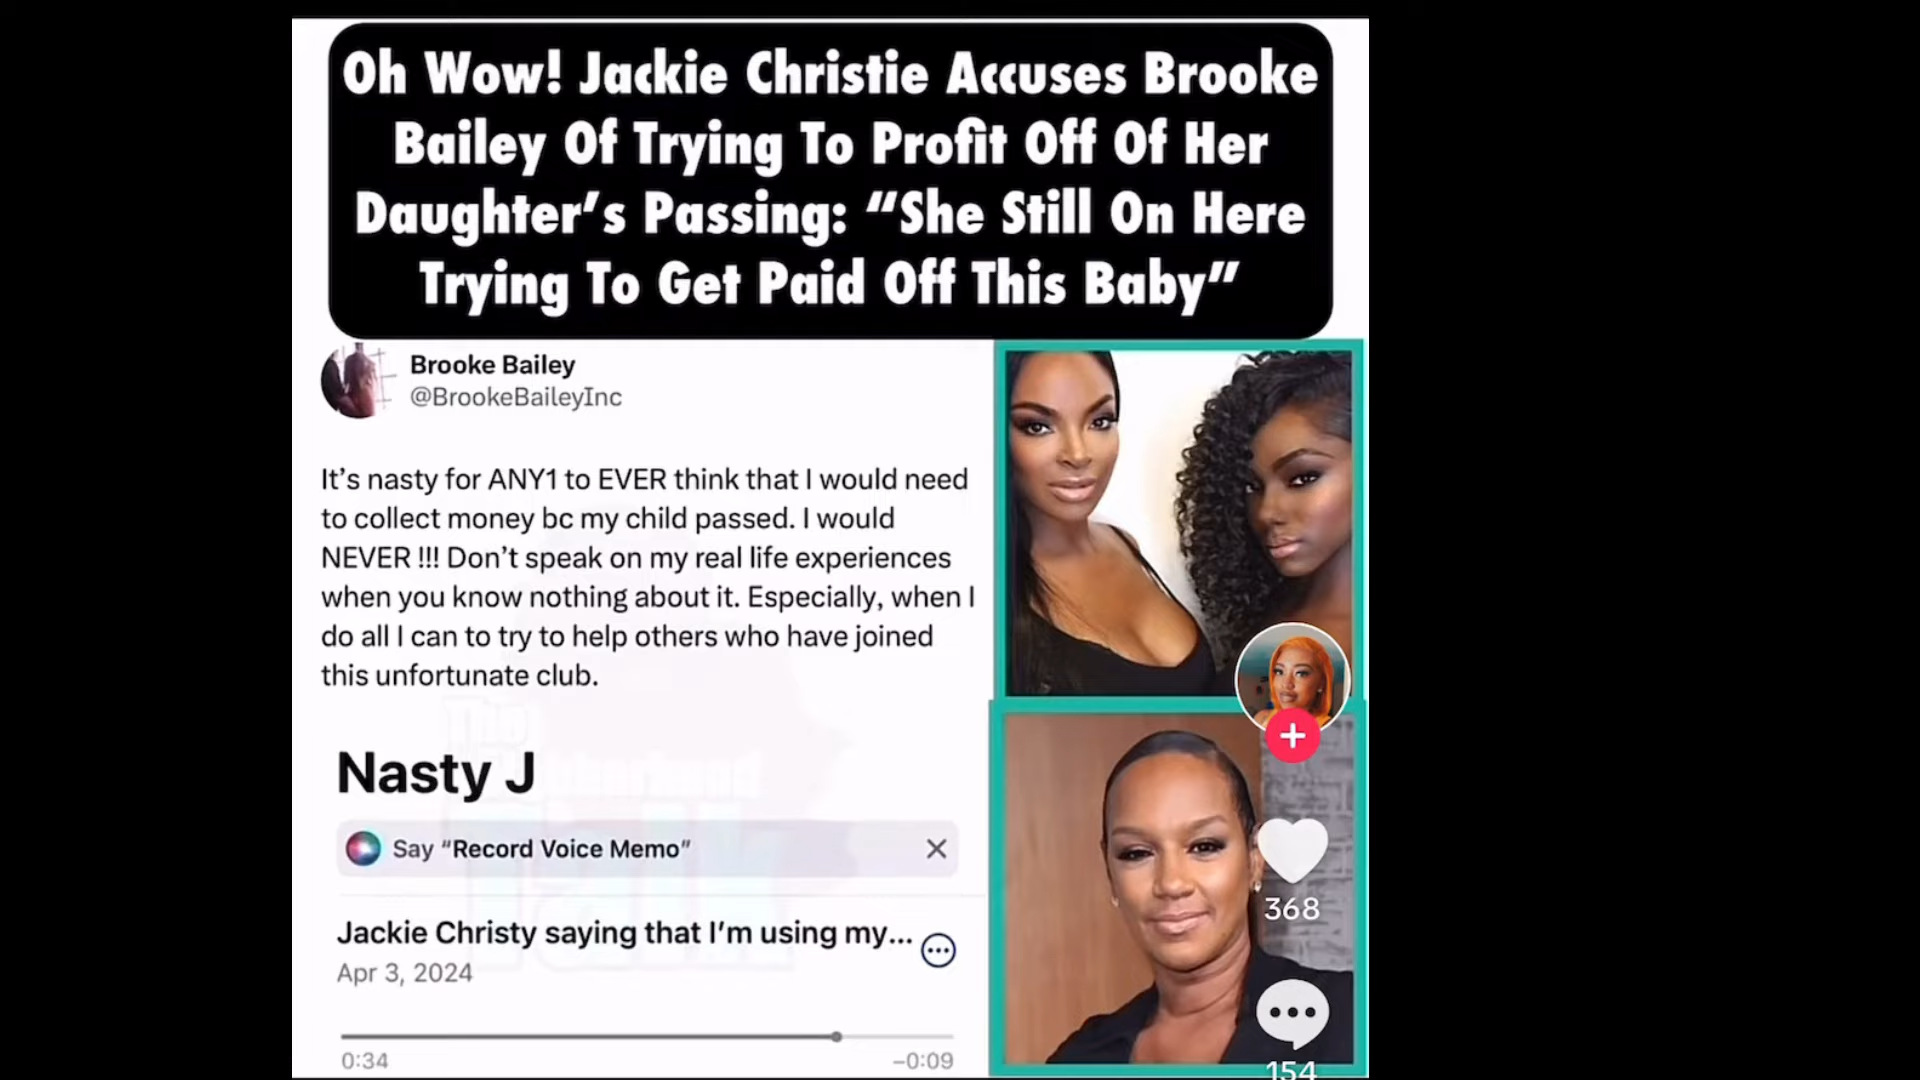 Oh Wow! Jackie Christie Accuses Brooke
Bailey Of Trying To Profit Off Of Her
Daughter's Passing: "She Still On Here
Trying To Get Paid Off This Baby"
Brooke Bailey
@BrookeBaileyInc
It's nasty for ANY1 to EVER think that I would need
to collect money bc my child passed. I would
NEVER !!! Don't speak on my real life experiences
when you know nothing about it. Especially, when I
do all I can to try to help others who have joined
this unfortunate club.
The
Talk
Nasty J
Say "Record Voice Memo"
Jackie Christy saying that I'm using my...
Apr 3, 2024
0:34
-0:09
368
154